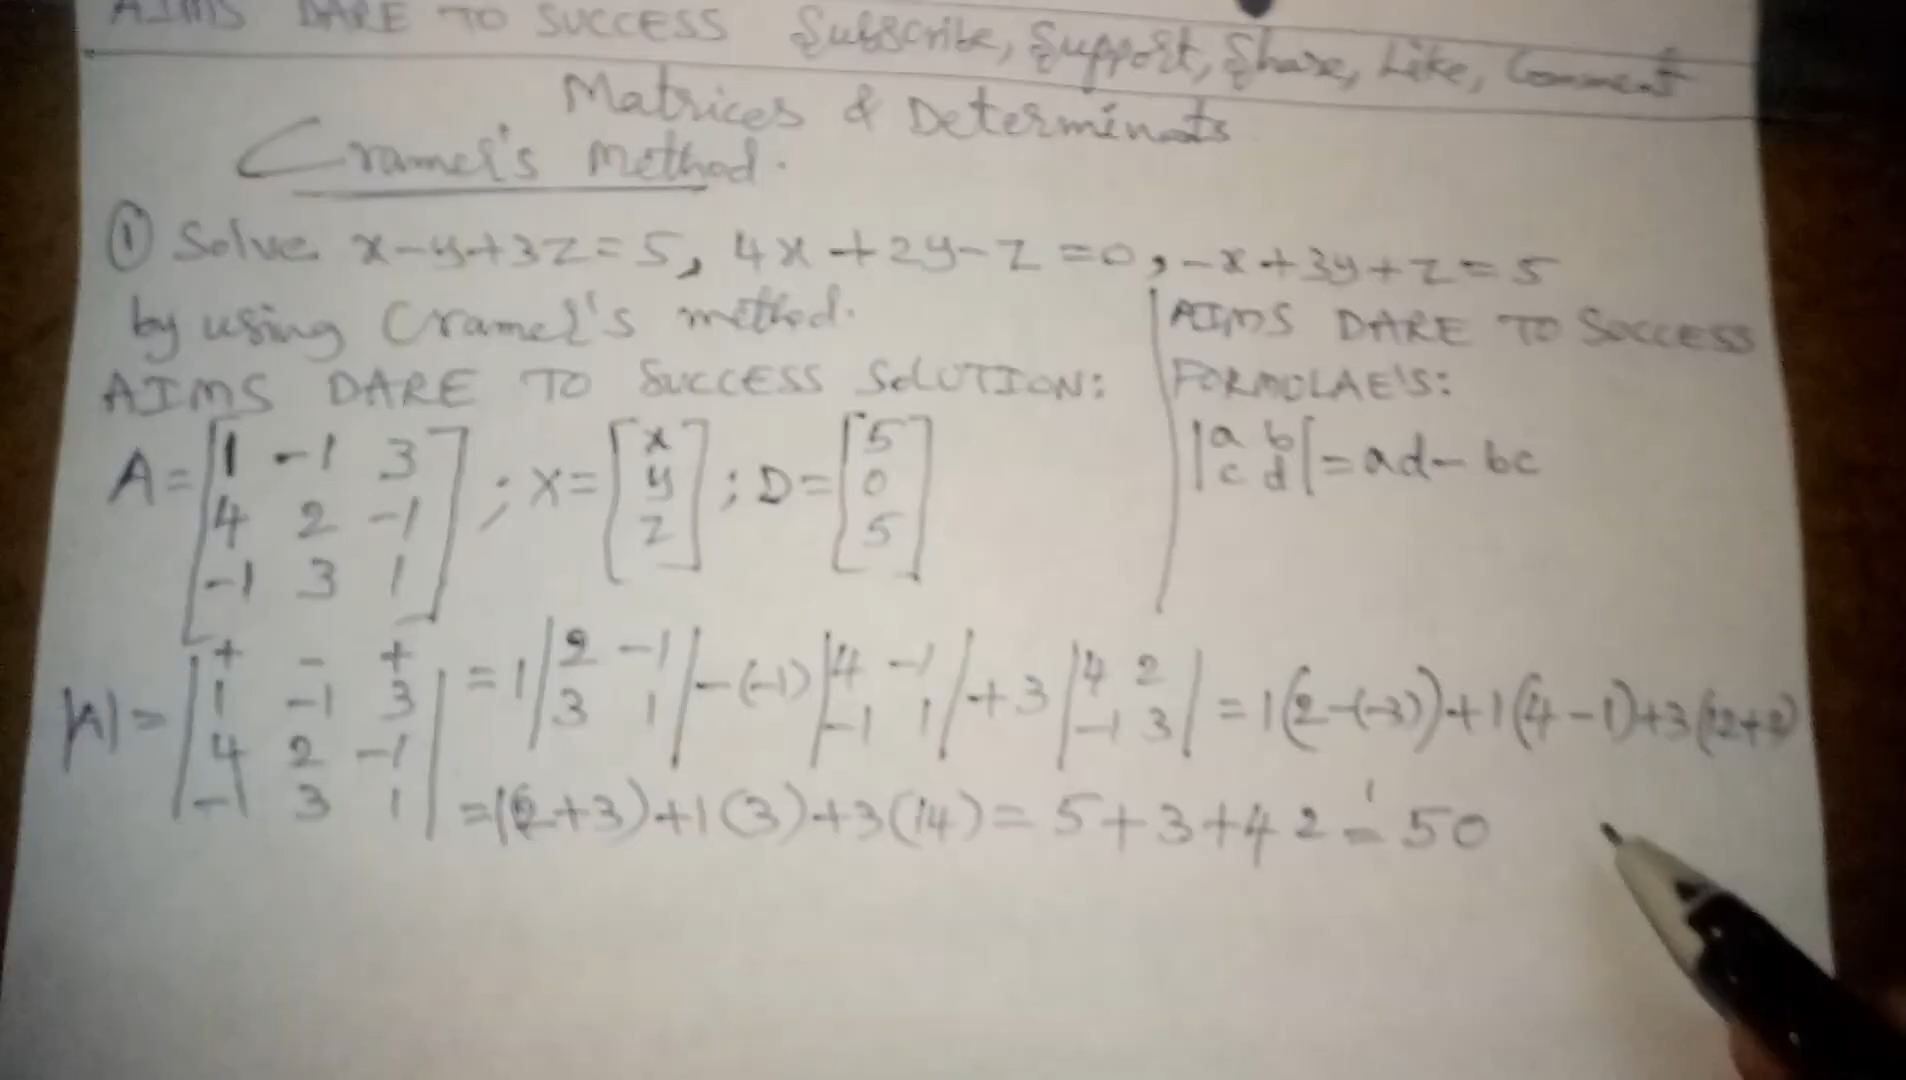 AIMS DARE TO SUCCESS Subscribe, Support, Share, Like, Comment
Matrices & Determinats
Cramer's Method.
① Solve x-y+3z=5, 4x+2y-z=0, -x+3y+z=5
by using Cramer's method.
AIMS DARE TO SUCCESS SOLUTION:
AIMS DARE TO SUCCESS
FORMULAE'S:
|a b
c d| = ad - bc
A = [1 -1 3
4 2 -1
-1 3 1] ; X = [x
y
z] ; D = [5
0
5]
+ - +
|A| = |1 -1 3
4 2 -1
-1 3 1| = 1 |2 -1
3 1| -(-1) |4 -1
-1 1| + 3 |4 2
-1 3| = 1(2-(-3))+1(4-1)+3(12+2)
=1(2+3)+1(3)+3(14) = 5+3+42 = 50